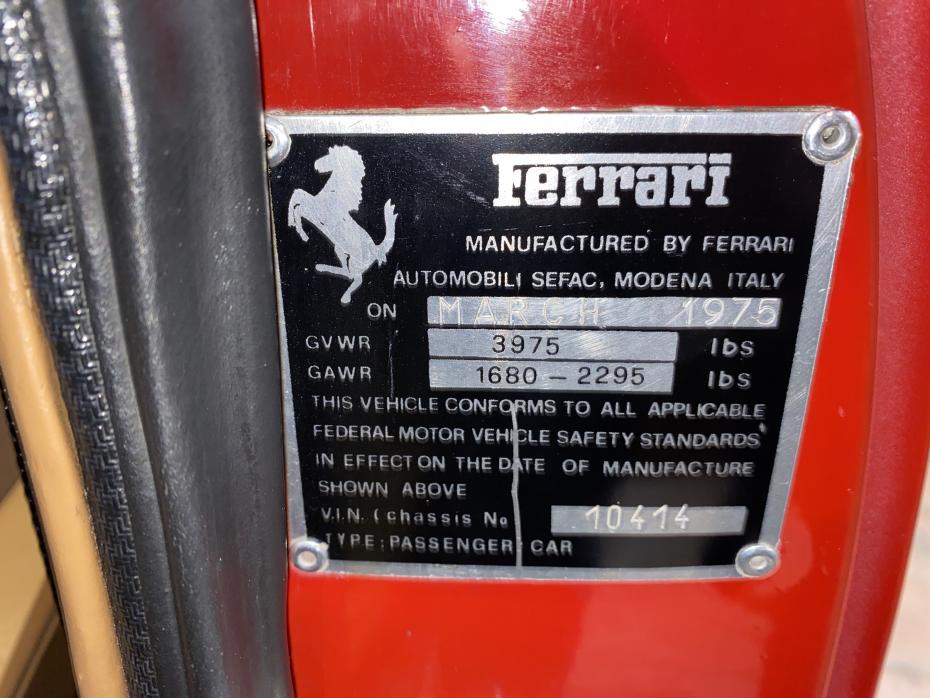 Ferrari
MANUFACTURED BY FERRARI
AUTOMOBILI SEFAC, MODENA ITALY
ON MARCH 1975
GVWR 3975 lbs
GAWR 1680 – 2295 lbs
THIS VEHICLE CONFORMS TO ALL APPLICABLE
FEDERAL MOTOR VEHICLE SAFETY STANDARDS
IN EFFECT ON THE DATE OF MANUFACTURE
SHOWN ABOVE
V.I.N. (chassis No 10414
TYPE: PASSENGER CAR